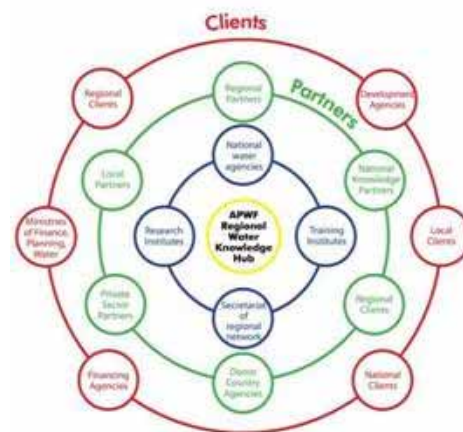 Clients
Regional
Clients
Regional
Partners
Partners
Development
Agencies
National
water
agencies
Local
Partners
National
Knowledge
Partners
Ministries
of Finance,
Planning,
Water
Research
Institutes
APWF
Regional
Water
Knowledge
Hub
Training
Institutes
Local
Clients
Private
Sector
Partners
Secretariat
of regional
network
Regional
Clients
Financing
Agencies
Donor
Country
Agencies
National
Clients